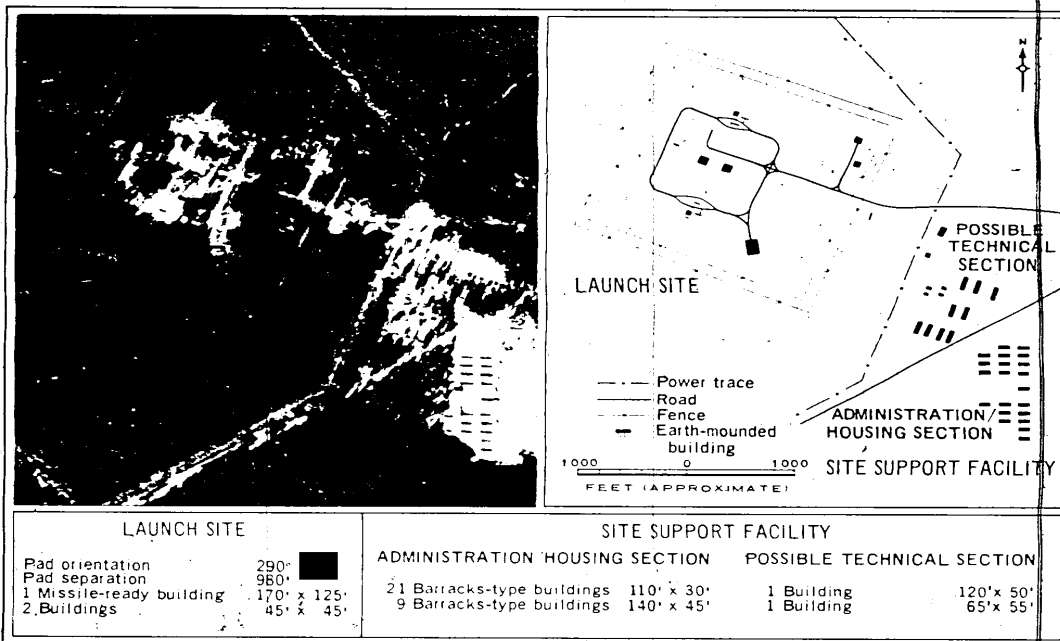 N
POSSIBLE
TECHNICAL
SECTION
LAUNCH SITE
Power trace
Road
Fence
Earth-mounded
building
ADMINISTRATION/
HOUSING SECTION
SITE SUPPORT FACILITY
1000 0 1000
FEET (APPROXIMATE)
LAUNCH SITE
Pad orientation 290°
Pad separation 980'
1 Missile-ready building 170' x 125'
2 Buildings 45' x 45'
SITE SUPPORT FACILITY
ADMINISTRATION HOUSING SECTION POSSIBLE TECHNICAL SECTION
21 Barracks-type buildings 110' x 30' 1 Building 120'x 50'
9 Barracks-type buildings 140' x 45' 1 Building 65'x 55'